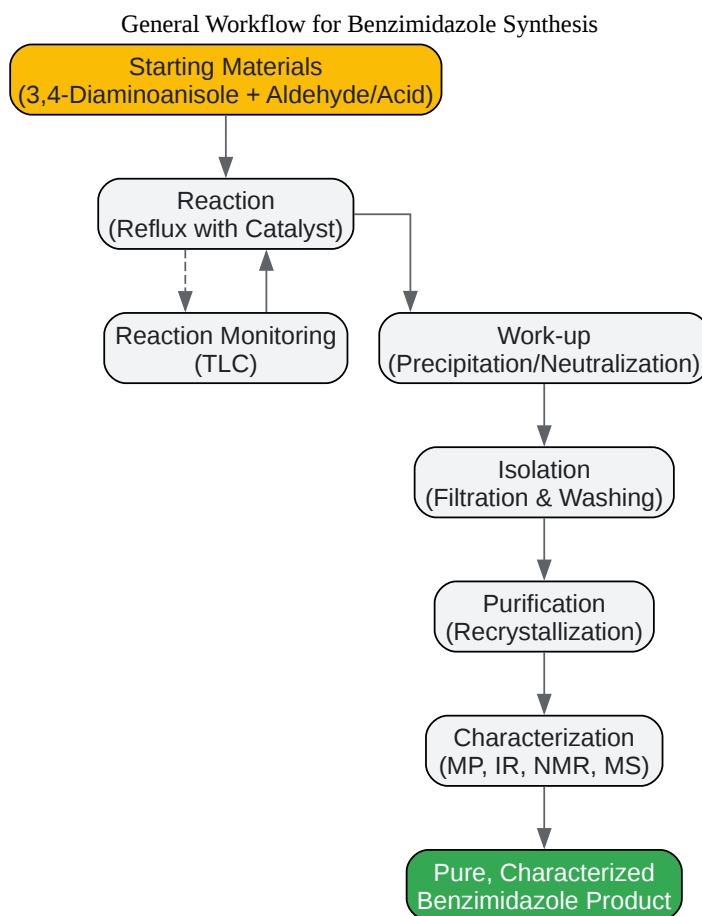 General Workflow for Benzimidazole Synthesis
Starting Materials
(3,4-Diaminoanisole + Aldehyde/Acid)
Reaction
(Reflux with Catalyst)
Reaction Monitoring
(TLC)
Work-up
(Precipitation/Neutralization)
Isolation
(Filtration & Washing)
Purification
(Recrystallization)
Characterization
(MP, IR, NMR, MS)
Pure, Characterized
Benzimidazole Product